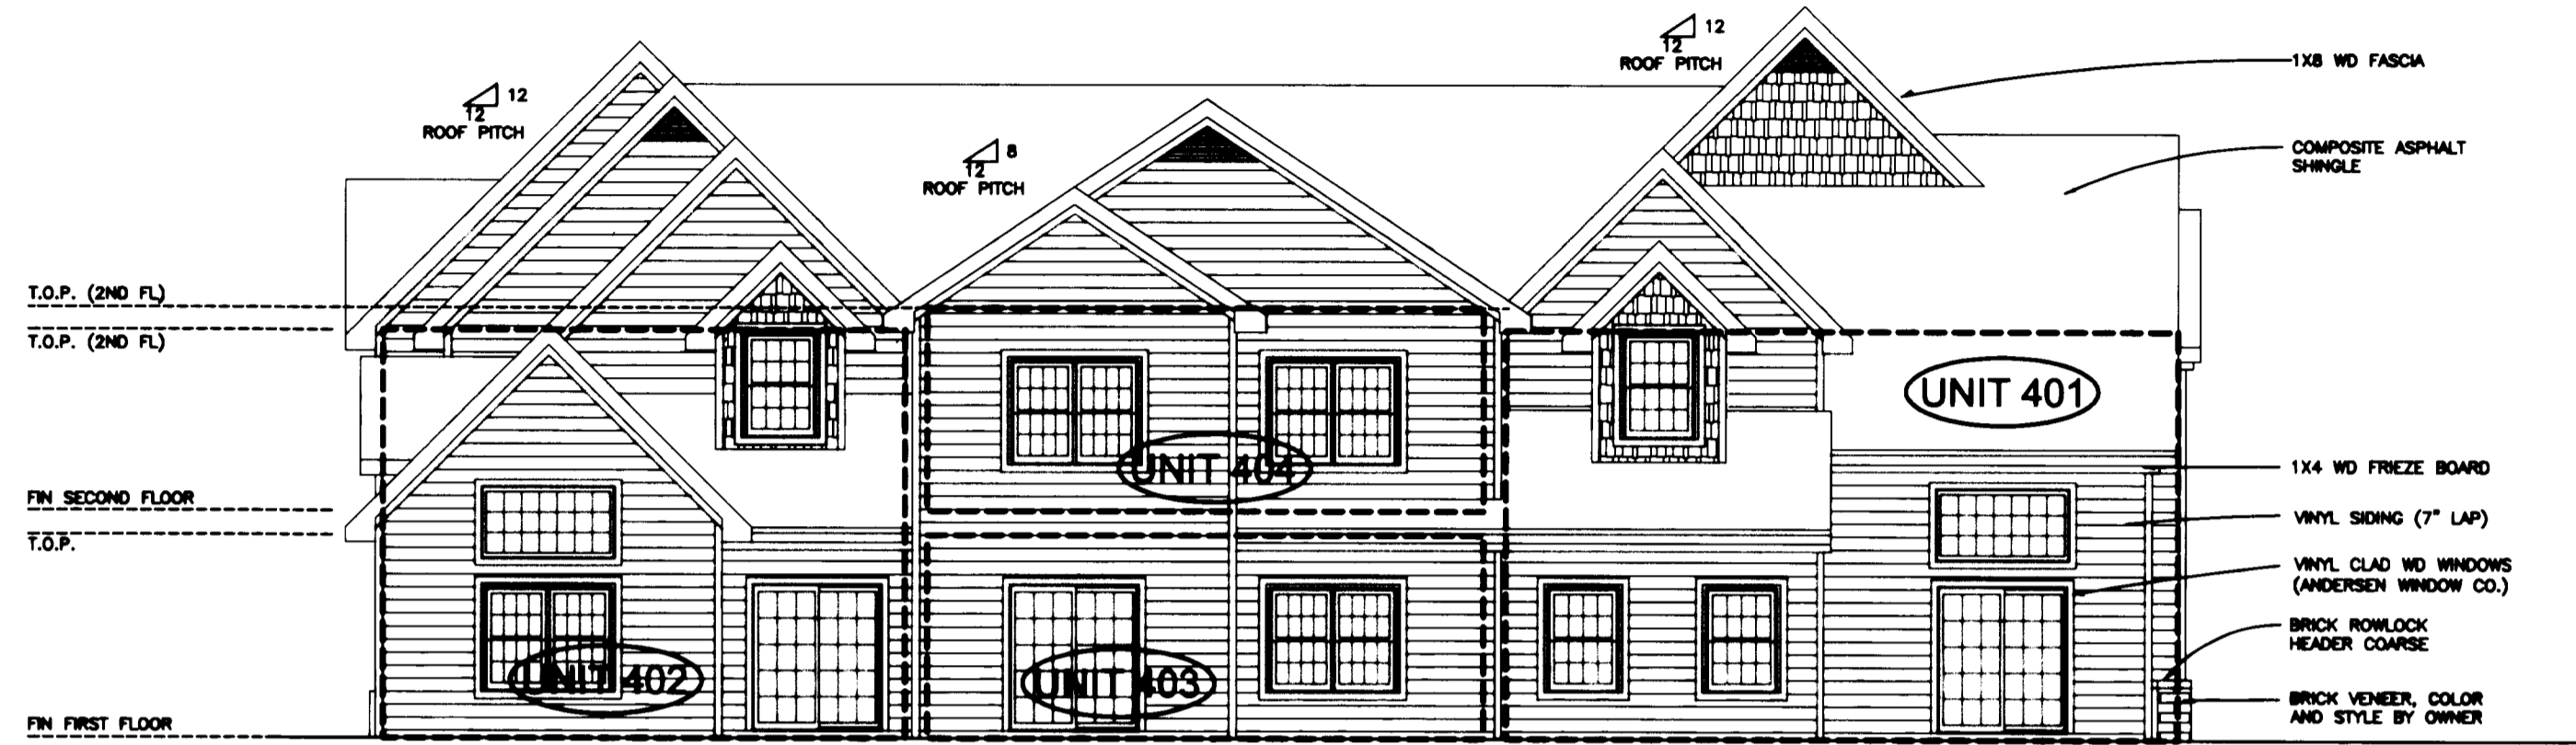 12
12
ROOF PITCH
12
12
ROOF PITCH
8
12
ROOF PITCH
1X8 WD FASCIA
COMPOSITE ASPHALT
SHINGLE
T.O.P. (2ND FL)
T.O.P. (2ND FL)
UNIT 401
UNIT 404
1X4 WD FRIEZE BOARD
FIN SECOND FLOOR
VINYL SIDING (7" LAP)
T.O.P.
VINYL CLAD WD WINDOWS
(ANDERSEN WINDOW CO.)
BRICK ROWLOCK
HEADER COARSE
UNIT 402
UNIT 403
BRICK VENEER, COLOR
AND STYLE BY OWNER
FIN FIRST FLOOR